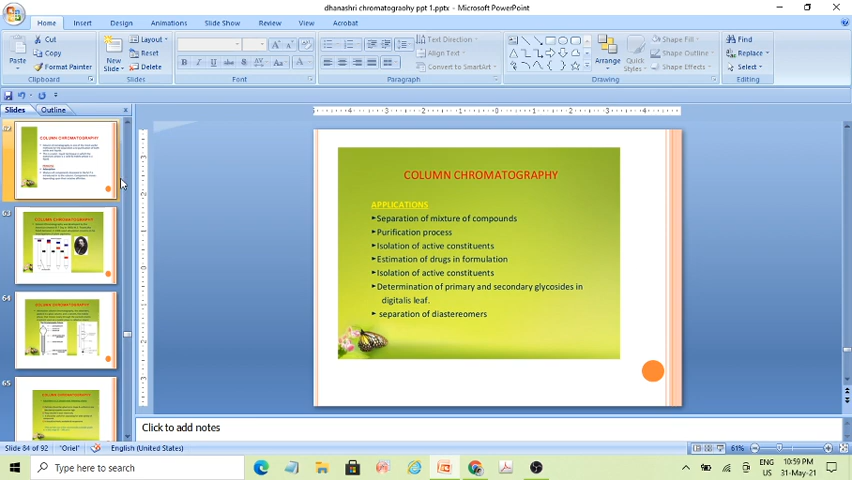 dhanashri chromatograohy ppt 1.pptx - Microsoft PowerPoint
Home Insert Design Animations Slide Show Review View Acrobat
Cut
Copy
Format Painter
Paste
Clipboard
New
Slide
Layout
Reset
Delete
Slides
Font
Text Direction
Align Text
Convert to SmartArt
Paragraph
Arrange
Quick
Styles
Shape Fill
Shape Outline
Shape Effects
Drawing
Find
Replace
Select
Editing
Slides Outline
COLUMN CHROMATOGRAPHY
63
64
65
COLUMN CHROMATOGRAPHY
APPLICATIONS
►Separation of mixture of compounds
►Purification process
►Isolation of active constituents
►Estimation of drugs in formulation
►Isolation of active constituents
►Determination of primary and secondary glycosides in
digitalis leaf.
► separation of diastereomers
Click to add notes
Slide 84 of 92 "Oriel" English (United States) 61%
Type here to search
ENG
US
10:59 PM
31-May-21